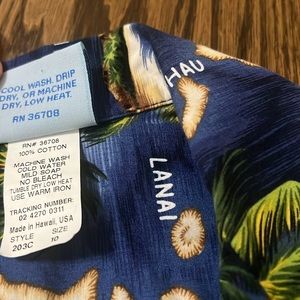 COOL WASH. DRIP
DRY, OR MACHINE
DRY, LOW HEAT.
RN 36708
RN# 36708
100% COTTON
MACHINE WASH
COLD WATER
MILD SOAP
NO BLEACH
TUMBLE DRY LOW HEAT
USE WARM IRON
TRACKING NUMBER:
02 4270 0311
Made in Hawaii, USA
STYLE SIZE
203C 10
HAU
LANAI